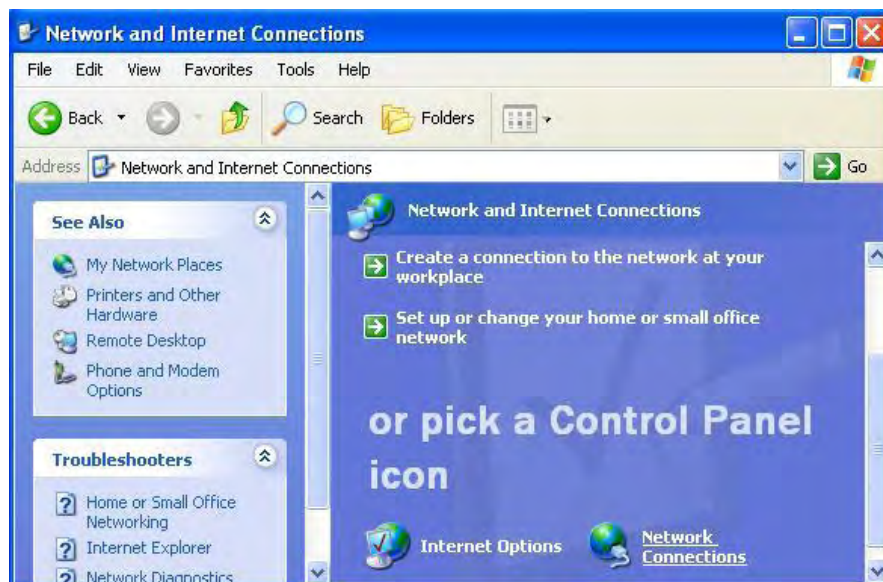 Network and Internet Connections
File Edit View Favorites Tools Help
Back Search Folders
Address Network and Internet Connections Go
See Also
My Network Places
Printers and Other
Hardware
Remote Desktop
Phone and Modem
Options
Troubleshooters
Home or Small Office
Networking
Internet Explorer
Network Diagnostics
Network and Internet Connections
Create a connection to the network at your
workplace
Set up or change your home or small office
network
or pick a Control Panel
icon
Internet Options
Network
Connections